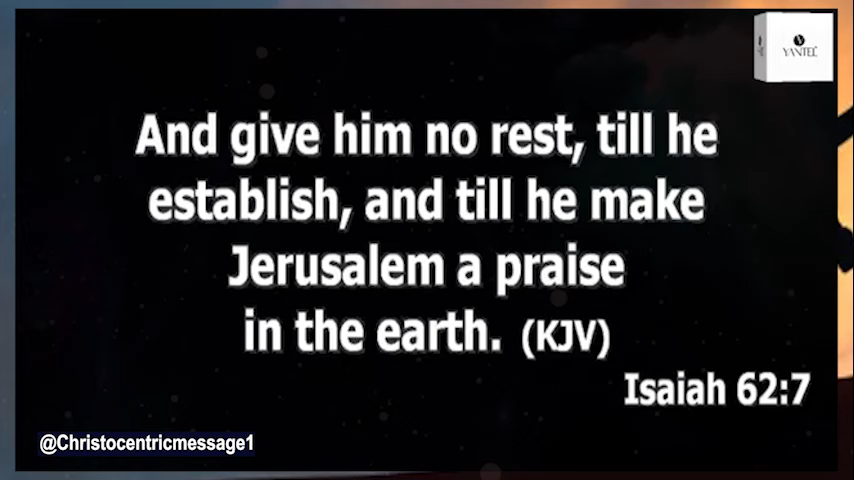 YANTEL
And give him no rest, till he
establish, and till he make
Jerusalem a praise
in the earth. (KJV)
Isaiah 62:7
@Christocentricmessage1